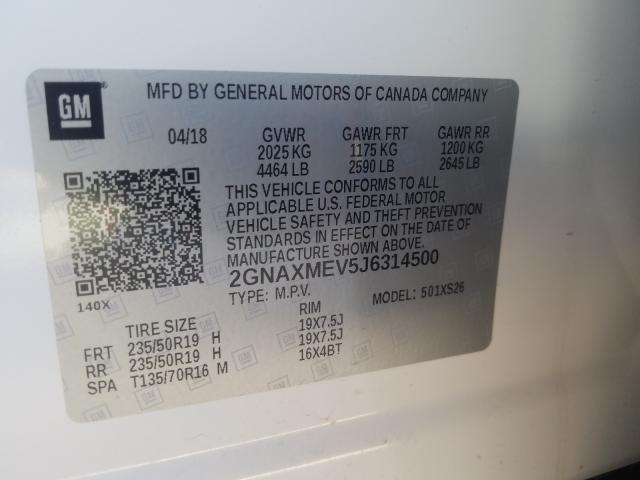 GM
MFD BY GENERAL MOTORS OF CANADA COMPANY
04/18 GVWR GAWR FRT GAWR RR
2025 KG 1175 KG 1200 KG
4464 LB 2590 LB 2645 LB
THIS VEHICLE CONFORMS TO ALL
APPLICABLE U.S. FEDERAL MOTOR
VEHICLE SAFETY AND THEFT PREVENTION
STANDARDS IN EFFECT ON THE DATE OF
MANUFACTURE SHOWN ABOVE.
2GNAXMEV5J6314500
140X
TYPE: M.P.V. MODEL: 501XS26
TIRE SIZE RIM
FRT 235/50R19 H 19X7.5J
RR 235/50R19 H 19X7.5J
SPA T135/70R16 M 16X4BT